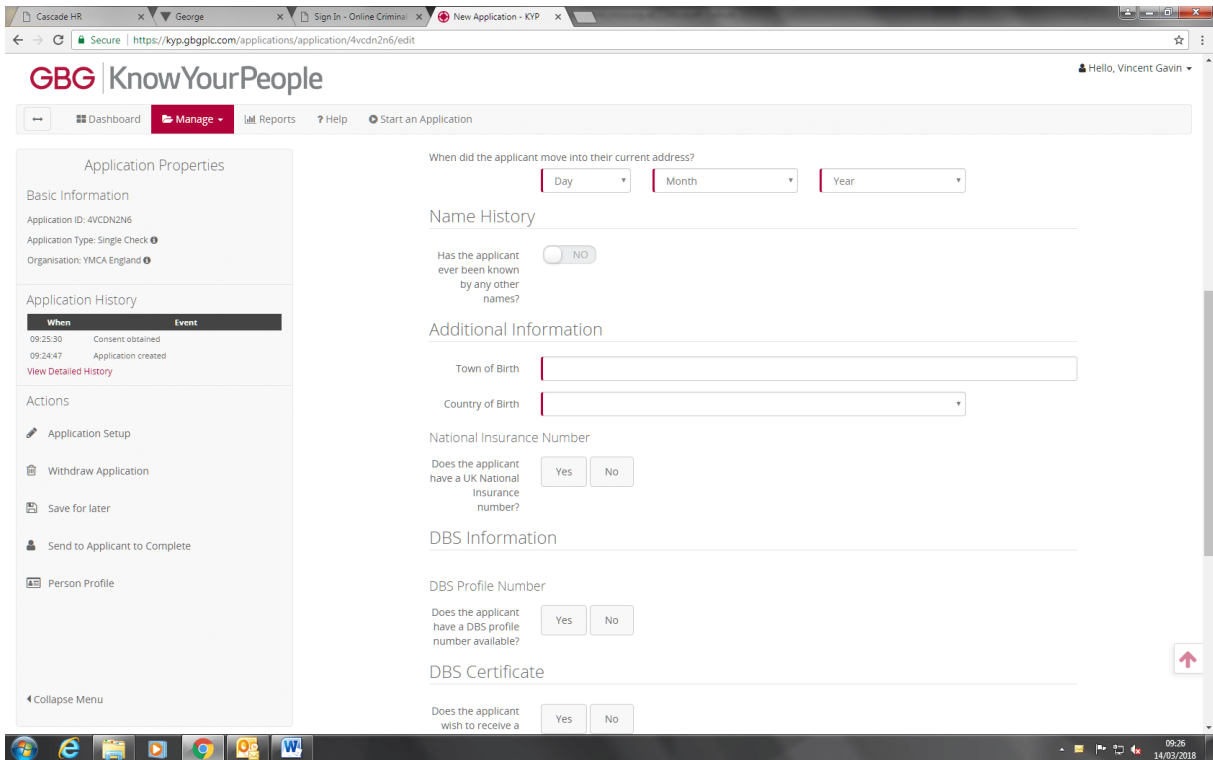 Cascade HR
George
Sign In - Online Criminal
New Application - KYP
Secure | https://kyp.gbgplc.com/applications/application/4vcdn2n6/edit
GBG | KnowYourPeople
Hello, Vincent Gavin
Dashboard
Manage
Reports
? Help
Start an Application
Application Properties
Basic Information
Application ID: 4VCDN2N6
Application Type: Single Check
Organisation: YMCA England
Application History
When Event
09:25:30 Consent obtained
09:24:47 Application created
View Detailed History
Actions
Application Setup
Withdraw Application
Save for later
Send to Applicant to Complete
Person Profile
Collapse Menu
When did the applicant move into their current address?
Day Month Year
Name History
Has the applicant
ever been known
by any other
names?
NO
Additional Information
Town of Birth
Country of Birth
National Insurance Number
Does the applicant
have a UK National
Insurance
number?
Yes No
DBS Information
DBS Profile Number
Does the applicant
have a DBS profile
number available?
Yes No
DBS Certificate
Does the applicant
wish to receive a
Yes No
09:26
14/03/2018